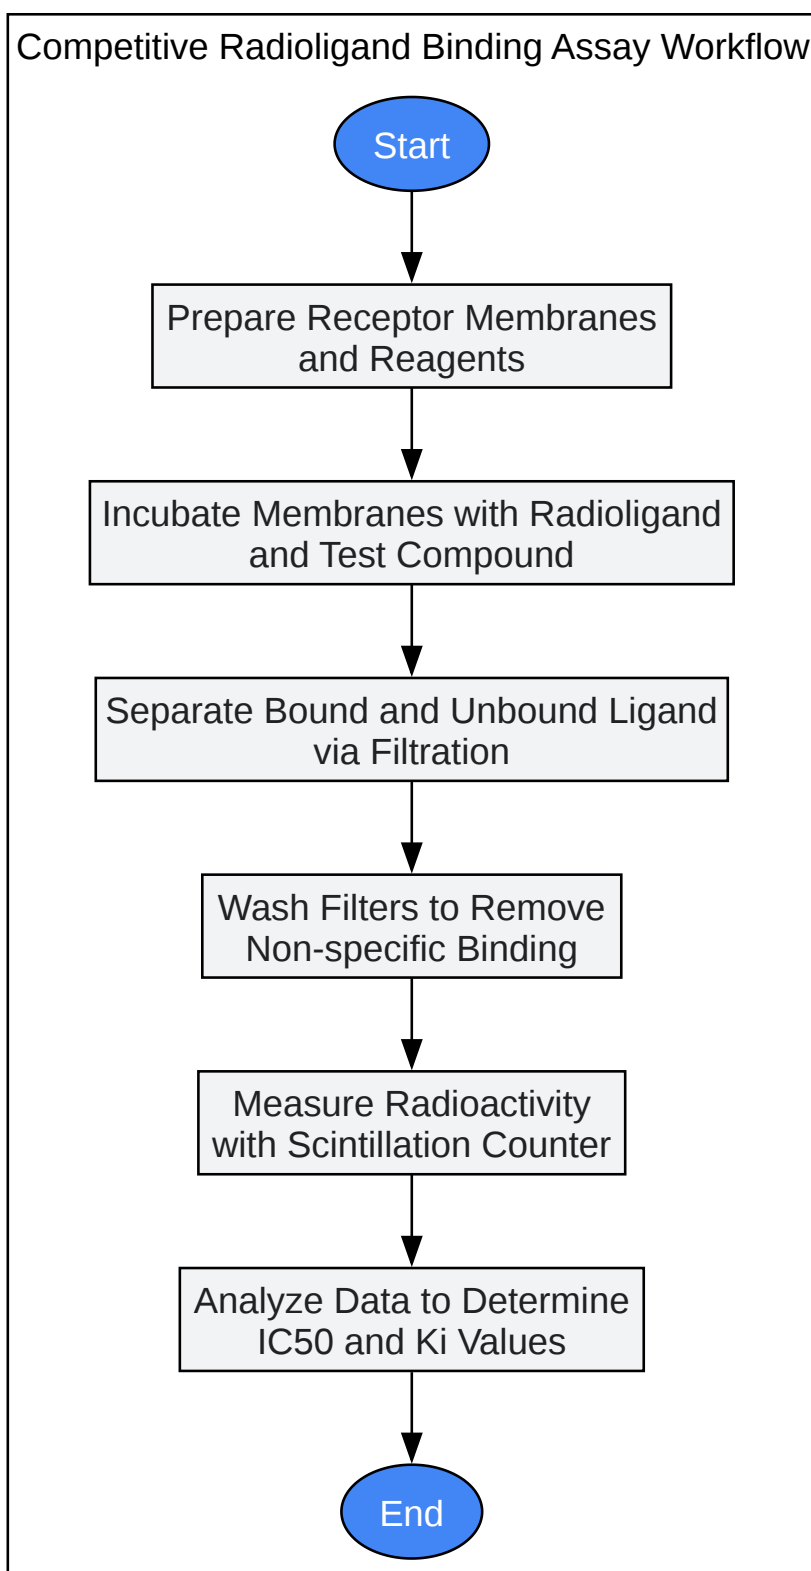 Competitive Radioligand Binding Assay Workflow
Start
Prepare Receptor Membranes
and Reagents
Incubate Membranes with Radioligand
and Test Compound
Separate Bound and Unbound Ligand
via Filtration
Wash Filters to Remove
Non-specific Binding
Measure Radioactivity
with Scintillation Counter
Analyze Data to Determine
IC50 and Ki Values
End